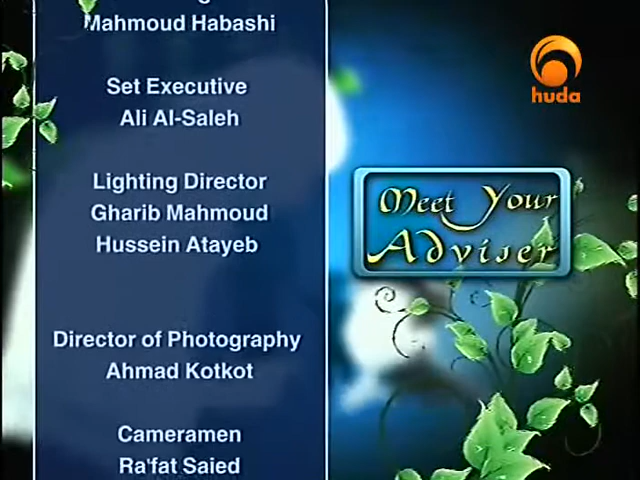 Mahmoud Habashi
Set Executive
Ali Al-Saleh
Lighting Director
Gharib Mahmoud
Hussein Atayeb
Director of Photography
Ahmad Kotkot
Cameramen
Ra'fat Saied
huda
Meet Your
Adviser